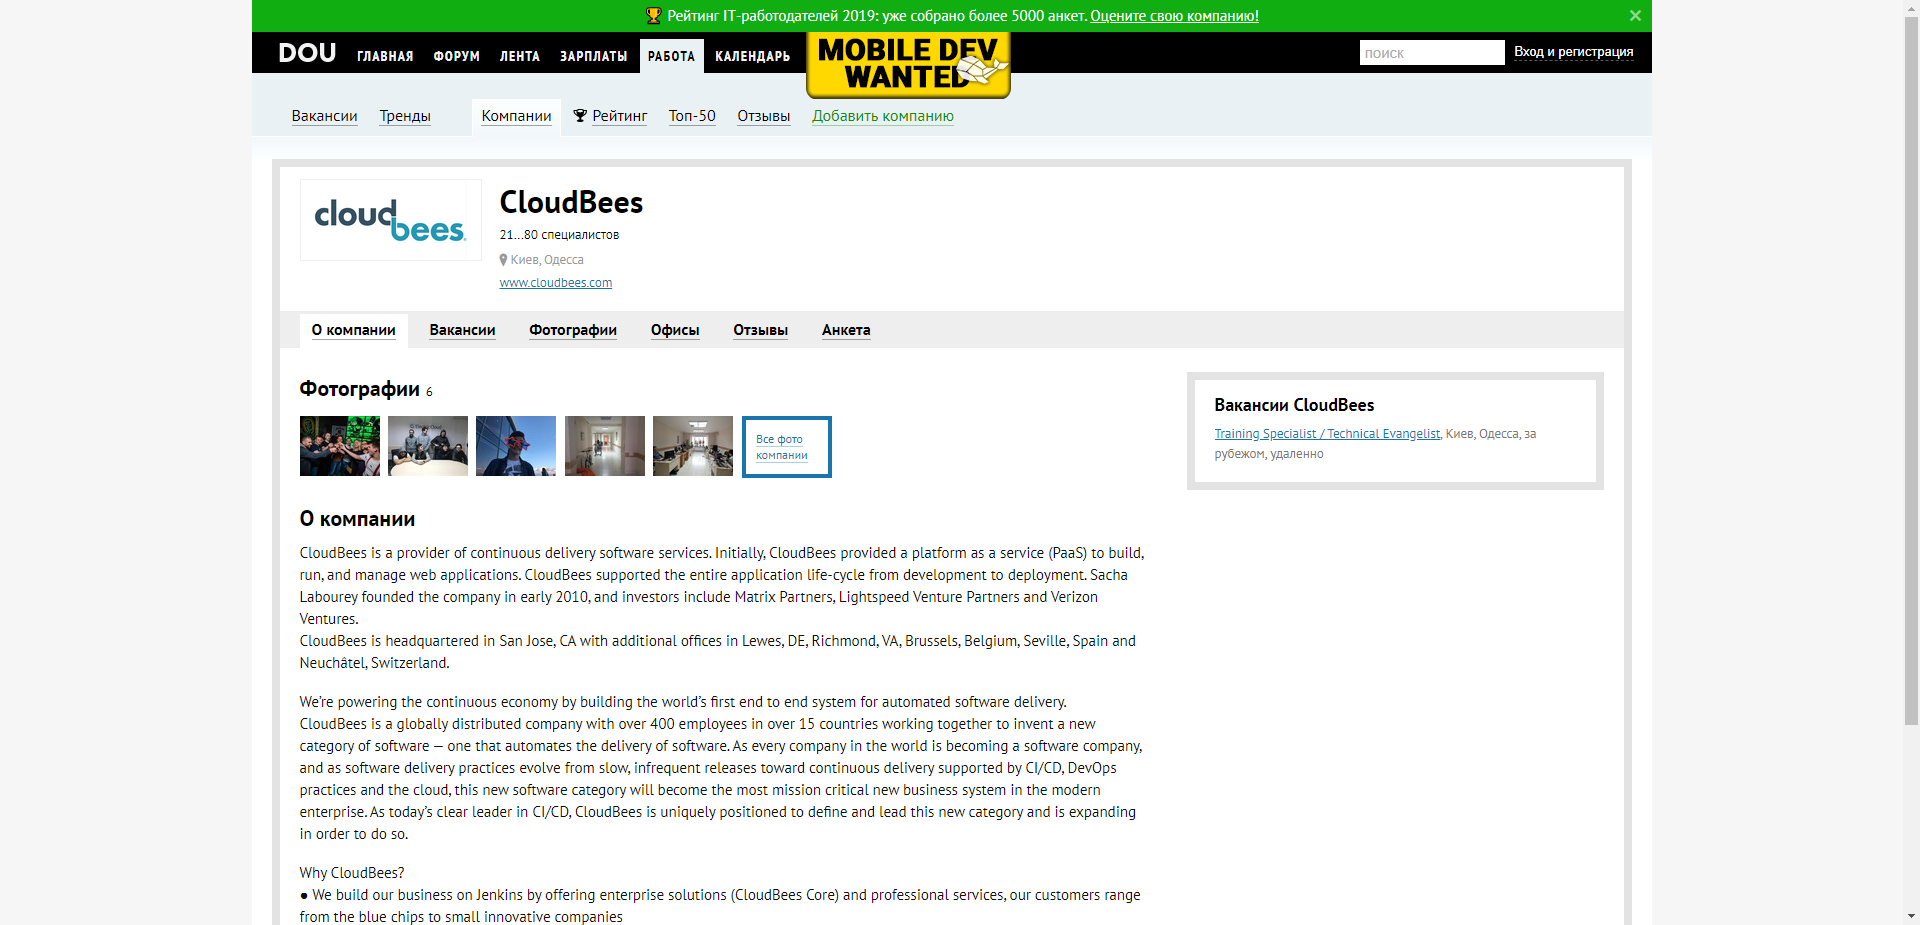 Рейтинг IT-работодателей 2019: уже собрано более 5000 анкет. Оцените свою компанию!
DOU ГЛАВНАЯ ФОРУМ ЛЕНТА ЗАРПЛАТЫ РАБОТА КАЛЕНДАРЬ
MOBILE DEV
WANTED
поиск
Вход и регистрация
Вакансии Тренды Компании Рейтинг Топ-50 Отзывы Добавить компанию
cloudbees
CloudBees
21...80 специалистов
Киев, Одесса
www.cloudbees.com
О компании Вакансии Фотографии Офисы Отзывы Анкета
Фотографии 6
Все фото
компании
О компании
CloudBees is a provider of continuous delivery software services. Initially, CloudBees provided a platform as a service (PaaS) to build,
run, and manage web applications. CloudBees supported the entire application life-cycle from development to deployment. Sacha
Labourey founded the company in early 2010, and investors include Matrix Partners, Lightspeed Venture Partners and Verizon
Ventures.
CloudBees is headquartered in San Jose, CA with additional offices in Lewes, DE, Richmond, VA, Brussels, Belgium, Seville, Spain and
Neuchâtel, Switzerland.
We’re powering the continuous economy by building the world’s first end to end system for automated software delivery.
CloudBees is a globally distributed company with over 400 employees in over 15 countries working together to invent a new
category of software — one that automates the delivery of software. As every company in the world is becoming a software company,
and as software delivery practices evolve from slow, infrequent releases toward continuous delivery supported by CI/CD, DevOps
practices and the cloud, this new software category will become the most mission critical new business system in the modern
enterprise. As today’s clear leader in CI/CD, CloudBees is uniquely positioned to define and lead this new category and is expanding
in order to do so.
Why CloudBees?
● We build our business on Jenkins by offering enterprise solutions (CloudBees Core) and professional services, our customers range
from the blue chips to small innovative companies
Вакансии CloudBees
Training Specialist / Technical Evangelist, Киев, Одесса, за
рубежом, удаленно